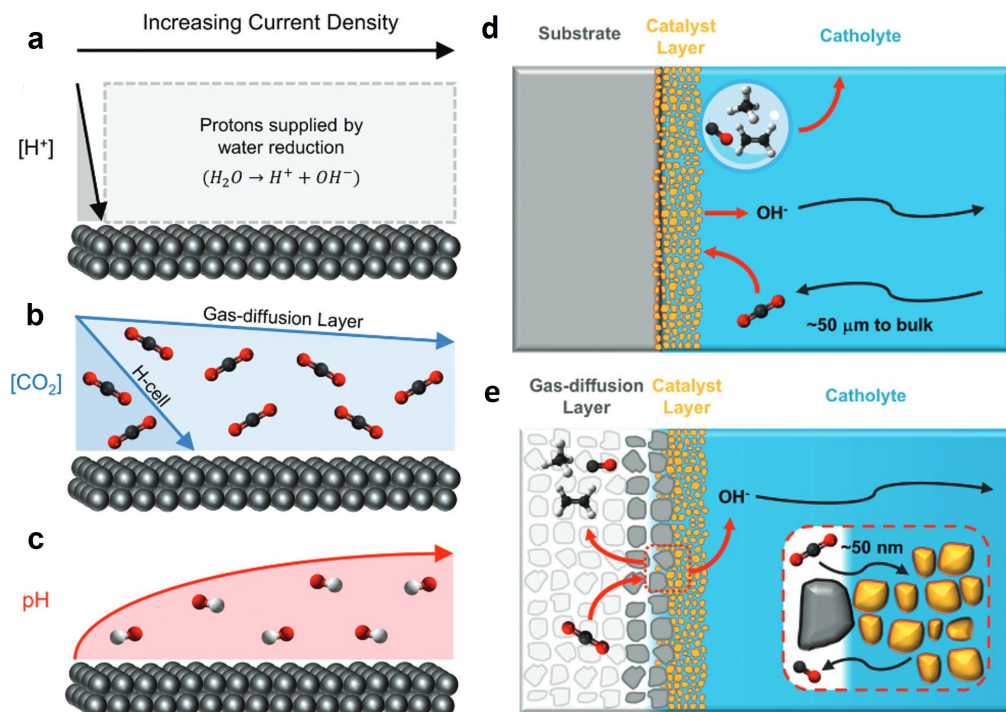 a
Increasing Current Density
[H⁺]
Protons supplied by
water reduction
(H₂O → H⁺ + OH⁻)
b
Gas-diffusion Layer
[CO₂]
H-cell
c
pH
d
Substrate
Catalyst
Layer
Catholyte
OH⁻
~50 μm to bulk
e
Gas-diffusion
Layer
Catalyst
Layer
Catholyte
OH⁻
~50 nm